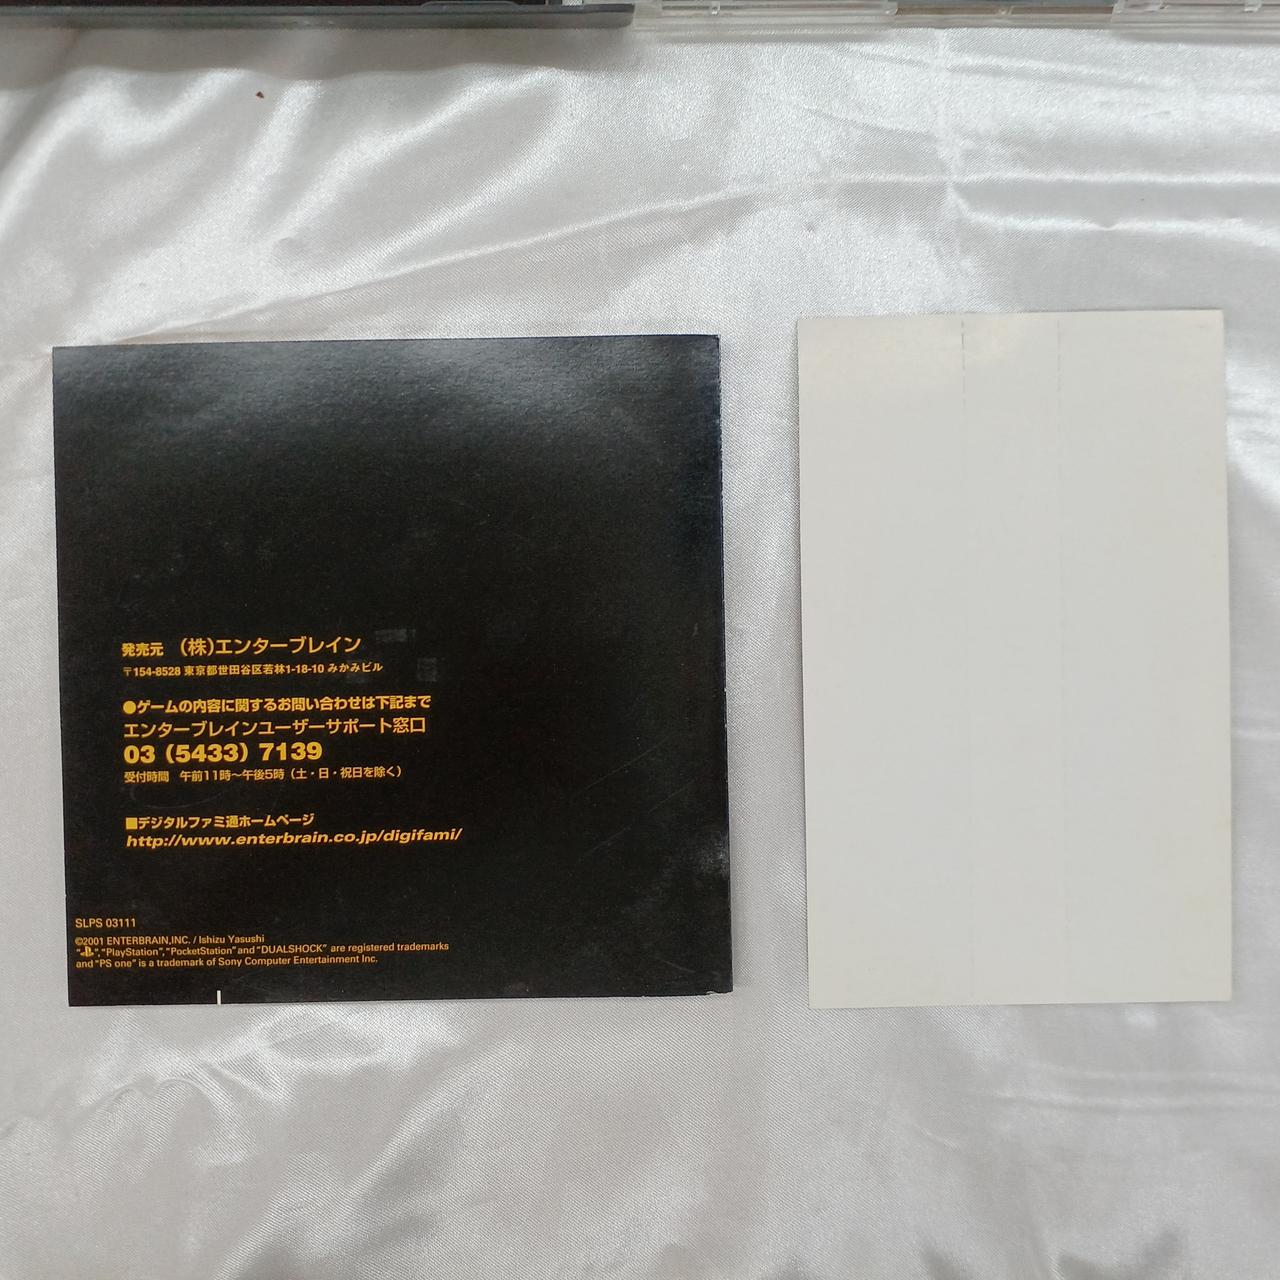 発売元 (株)エンターブレイン
〒154-8528 東京都世田谷区若林1-18-10 みかみビル
●ゲームの内容に関するお問い合わせは下記まで
エンターブレインユーザーサポート窓口
03 (5433) 7139
受付時間 午前11時～午後5時（土・日・祝日を除く）
■デジタルファミ通ホームページ
http://www.enterbrain.co.jp/digifami/
SLPS 03111
©2001 ENTERBRAIN,INC. / Ishizu Yasushi
" ","PlayStation","PocketStation"and"DUALSHOCK" are registered trademarks
and "PS one" is a trademark of Sony Computer Entertainment Inc.